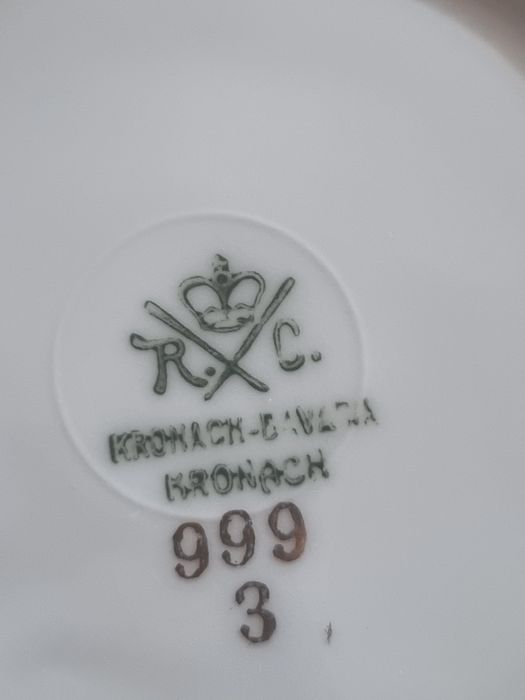 R. C.
KRONACH-BAVARIA
KRONACH
999
3